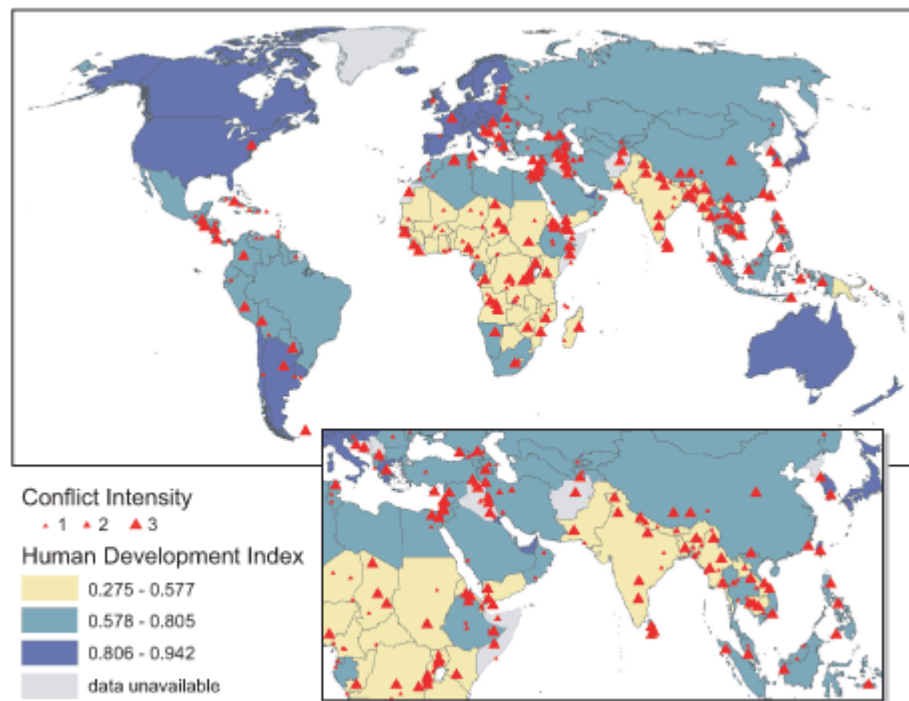 Conflict Intensity
1 2 3
Human Development Index
0.275 - 0.577
0.578 - 0.805
0.806 - 0.942
data unavailable